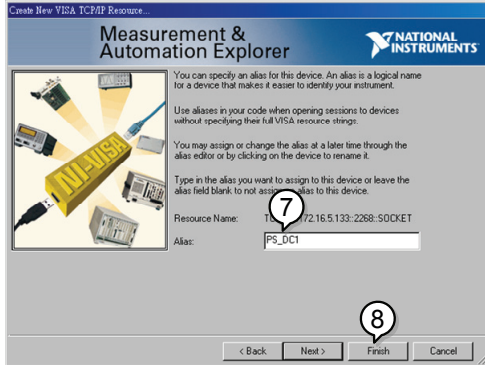 Create New VISA TCP/IP Resource...
Measurement &
Automation Explorer
NATIONAL
INSTRUMENTS
NI-VISA
You can specify an alias for this device. An alias is a logical name
for a device that makes it easier to identify your instrument.
Use aliases in your code when opening sessions to devices
without specifying their full VISA resource strings.
You may assign or change the alias at a later time through the
alias editor or by clicking on the device to rename it.
Type in the alias you want to assign to this device or leave the
alias field blank to not assign alias to this device.
7
Resource Name: 172.16.5.133::2268::SOCKET
Alias: PS_DC1
8
< Back Next > Finish Cancel